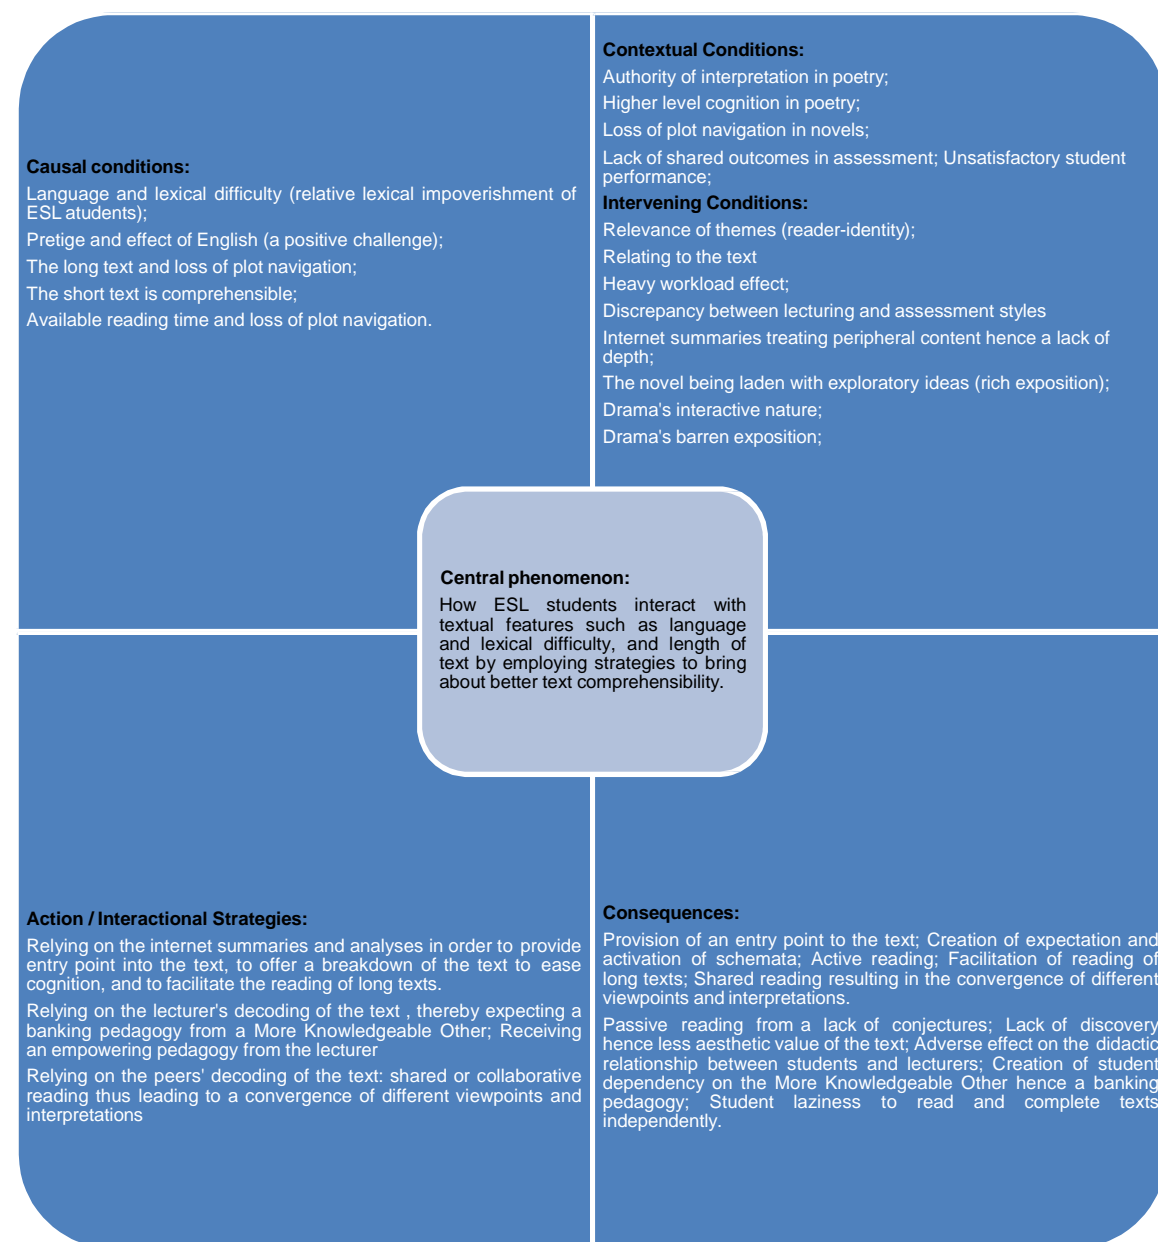 Causal conditions:
Language and lexical difficulty (relative lexical impoverishment of
ESL atudents);
Pretige and effect of English (a positive challenge);
The long text and loss of plot navigation;
The short text is comprehensible;
Available reading time and loss of plot navigation.
Contextual Conditions:
Authority of interpretation in poetry;
Higher level cognition in poetry;
Loss of plot navigation in novels;
Lack of shared outcomes in assessment; Unsatisfactory student
performance;
Intervening Conditions:
Relevance of themes (reader-identity);
Relating to the text
Heavy workload effect;
Discrepancy between lecturing and assessment styles
Internet summaries treating peripheral content hence a lack of
depth;
The novel being laden with exploratory ideas (rich exposition);
Drama's interactive nature;
Drama's barren exposition;
Central phenomenon:
How ESL students interact with
textual features such as language
and lexical difficulty, and length of
text by employing strategies to bring
about better text comprehensibility.
Action / Interactional Strategies:
Relying on the internet summaries and analyses in order to provide
entry point into the text, to offer a breakdown of the text to ease
cognition, and to facilitate the reading of long texts.
Relying on the lecturer's decoding of the text , thereby expecting a
banking pedagogy from a More Knowledgeable Other; Receiving
an empowering pedagogy from the lecturer
Relying on the peers' decoding of the text: shared or collaborative
reading thus leading to a convergence of different viewpoints and
interpretations
Consequences:
Provision of an entry point to the text; Creation of expectation and
activation of schemata; Active reading; Facilitation of reading of
long texts; Shared reading resulting in the convergence of different
viewpoints and interpretations.
Passive reading from a lack of conjectures; Lack of discovery
hence less aesthetic value of the text; Adverse effect on the didactic
relationship between students and lecturers; Creation of student
dependency on the More Knowledgeable Other hence a banking
pedagogy; Student laziness to read and complete texts
independently.